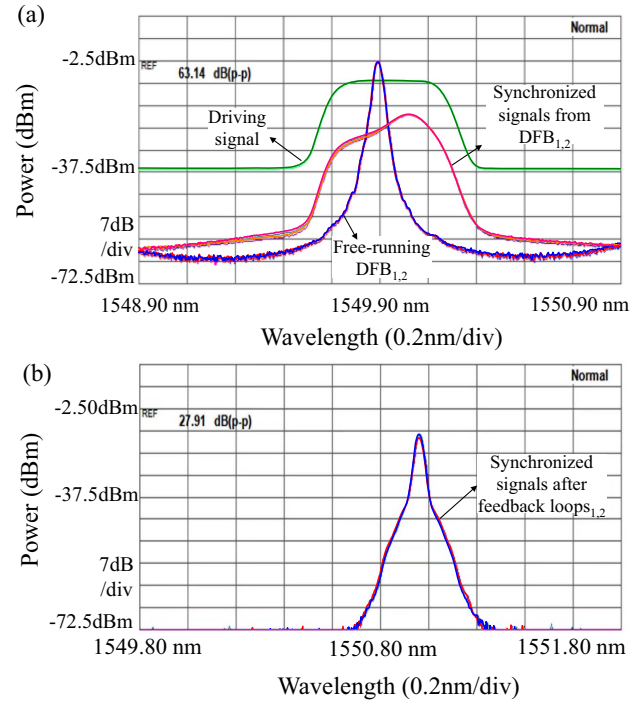 (a)
Normal
-2.5dBm
REF
63.14 dB(p-p)
Driving
signal
Synchronized
signals from
DFB1,2
-37.5dBm
Power (dBm)
7dB
/div
Free-running
DFB1,2
-72.5dBm
1548.90 nm
1549.90 nm
1550.90 nm
Wavelength (0.2nm/div)
(b)
Normal
-2.50dBm
REF
27.91 dB(p-p)
Synchronized
signals after
feedback loops1,2
-37.5dBm
Power (dBm)
7dB
/div
-72.5dBm
1549.80 nm
1550.80 nm
1551.80 nm
Wavelength (0.2nm/div)